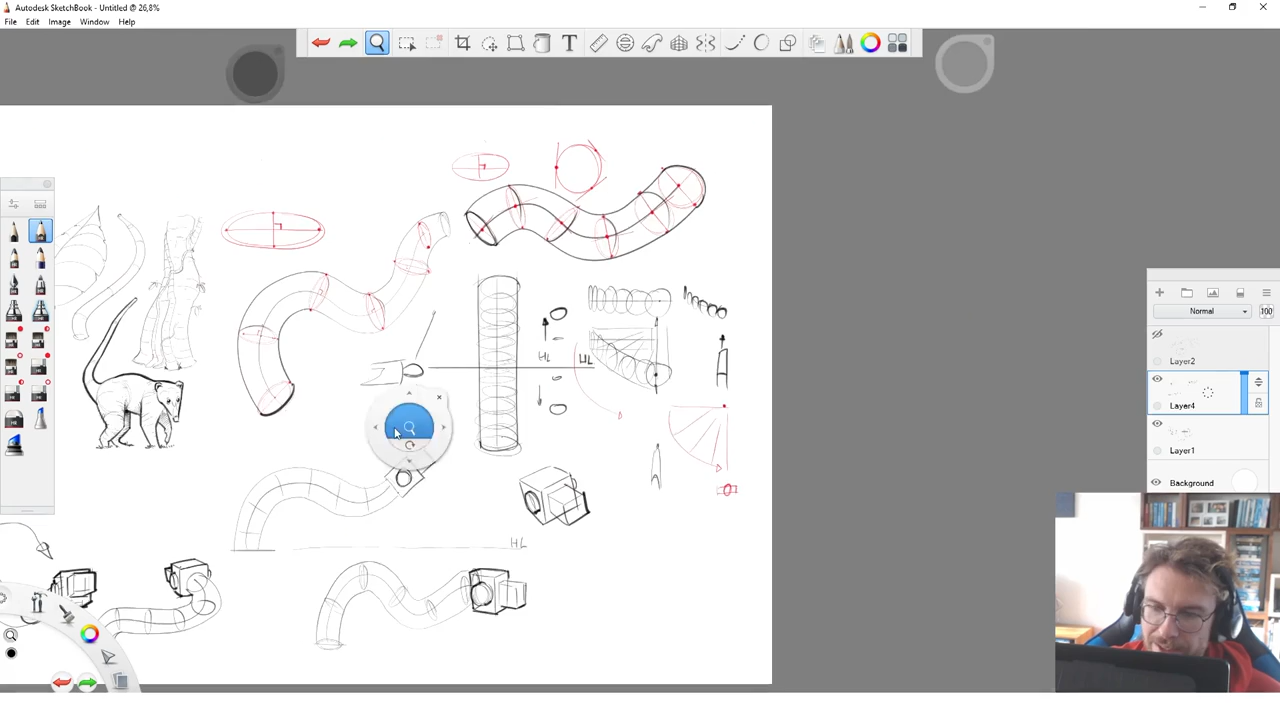 Autodesk SketchBook - Untitled @ 26,8%
File Edit Image Window Help
T
Normal 100
Layer2
Layer4
Layer1
Background
HL
HL
HL